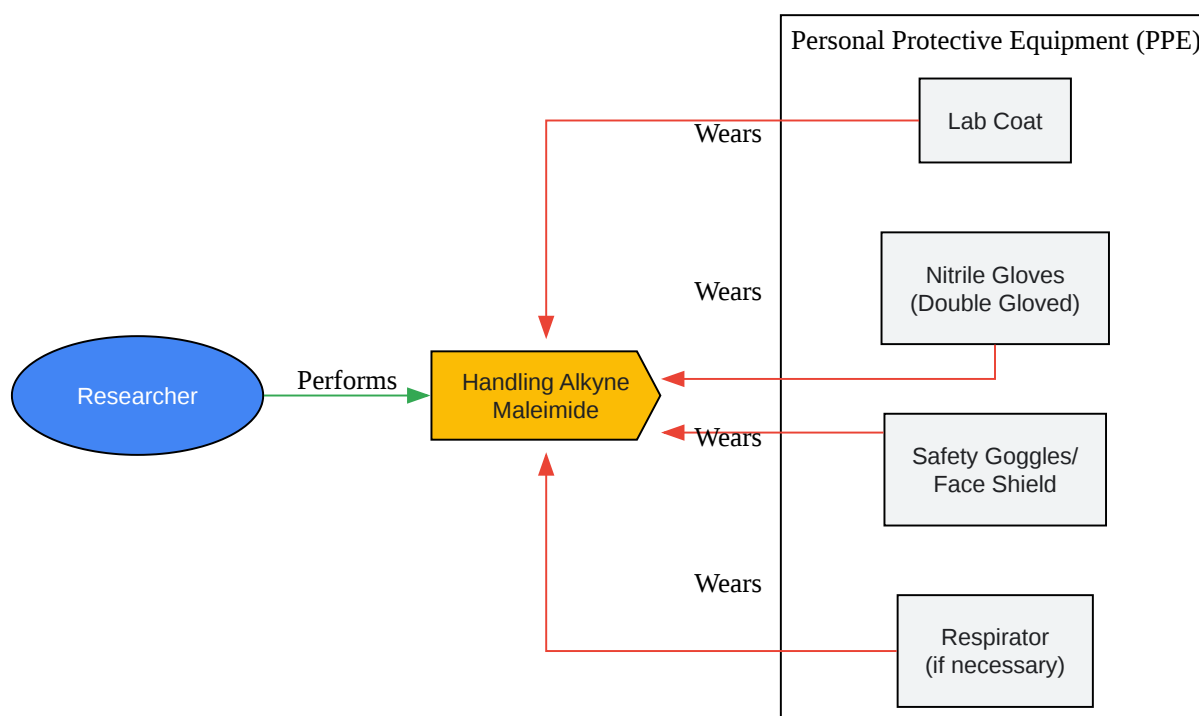 Personal Protective Equipment (PPE)
Lab Coat
Wears
Nitrile Gloves
(Double Gloved)
Wears
Researcher
Performs
Handling Alkyne
Maleimide
Wears
Safety Goggles/
Face Shield
Wears
Respirator
(if necessary)